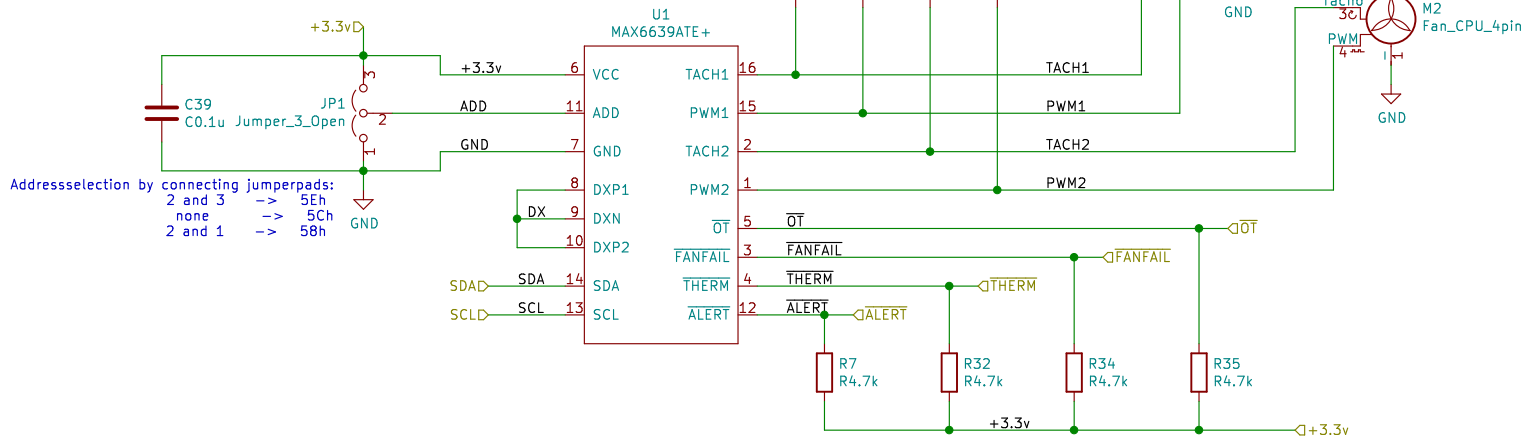 U1
MAX6639ATE+
+3.3v
GND
3
M2
Fan_CPU_4pin
PWM
4
1
GND
C39
C0.1u
JP1
Jumper_3_Open
3
2
1
+3.3v
ADD
GND
GND
Addressselection by connecting jumperpads:
2 and 3 -> 5Eh
none -> 5Ch
2 and 1 -> 58h
DX
SDA SDA
SCL SCL
6 VCC
11 ADD
7 GND
8 DXP1
9 DXN
10 DXP2
14 SDA
13 SCL
TACH1 16 TACH1
PWM1 15 PWM1
TACH2 2 TACH2
PWM2 1 PWM2
OT 5 OT OT
FANFAIL 3 FANFAIL FANFAIL
THERM 4 THERM THERM
ALERT 12 ALERT ALERT
R7
R4.7k
R32
R4.7k
R34
R4.7k
R35
R4.7k
+3.3v
+3.3v